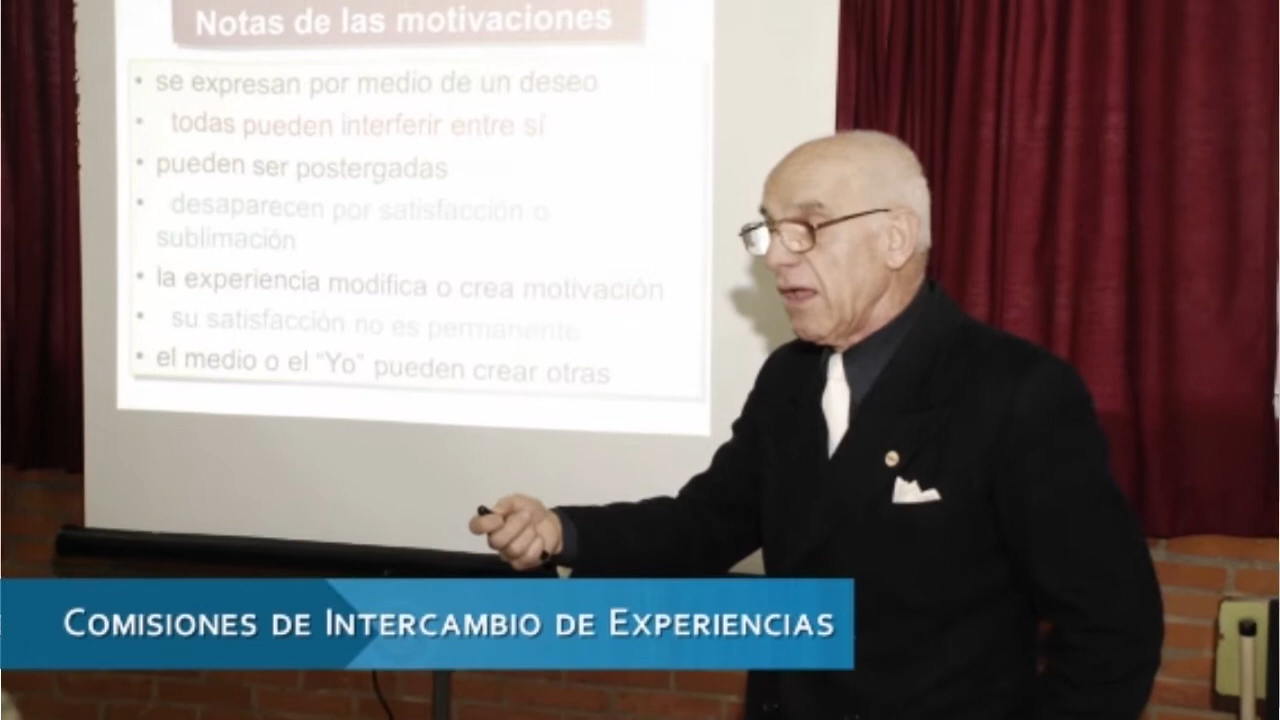 Notas de las motivaciones
• se expresan por medio de un deseo
• todas pueden interferir entre sí
• pueden ser postergadas
• desaparecen por satisfacción o
sublimación
• la experiencia modifica o crea motivación
• su satisfacción no es permanente
• el medio o el “Yo” pueden crear otras
COMISIONES DE INTERCAMBIO DE EXPERIENCIAS